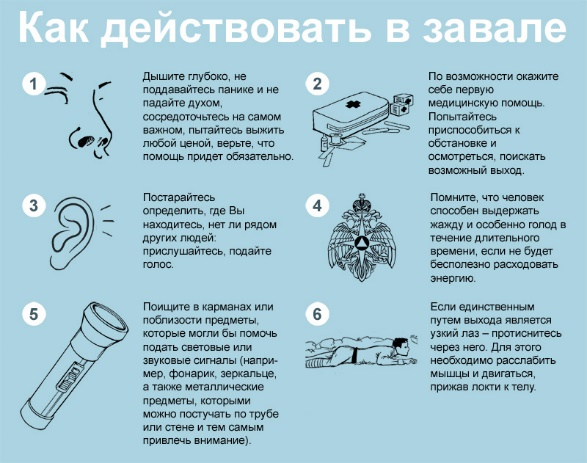 Как действовать в завале
1
Дышите глубоко, не
поддавайтесь панике и не
падайте духом,
сосредоточьтесь на самом
важном, пытайтесь выжить
любой ценой, верьте, что
помощь придет обязательно.
2
По возможности окажите
себе первую
медицинскую помощь.
Попытайтесь
приспособиться к
обстановке и
осмотреться, поискать
возможный выход.
3
Постарайтесь
определить, где Вы
находитесь, нет ли рядом
других людей:
прислушайтесь, подайте
голос.
4
Помните, что человек
способен выдержать
жажду и особенно голод в
течение длительного
времени, если не будет
бесполезно расходовать
энергию.
5
Поищите в карманах или
поблизости предметы,
которые могли бы помочь
подать световые или
звуковые сигналы (напри-
мер, фонарик, зеркальце,
а также металлические
предметы, которыми
можно постучать по трубе
или стене и тем самым
привлечь внимание).
6
Если единственным
путем выхода является
узкий лаз – протиснитесь
через него. Для этого
необходимо расслабить
мышцы и двигаться,
прижав локти к телу.